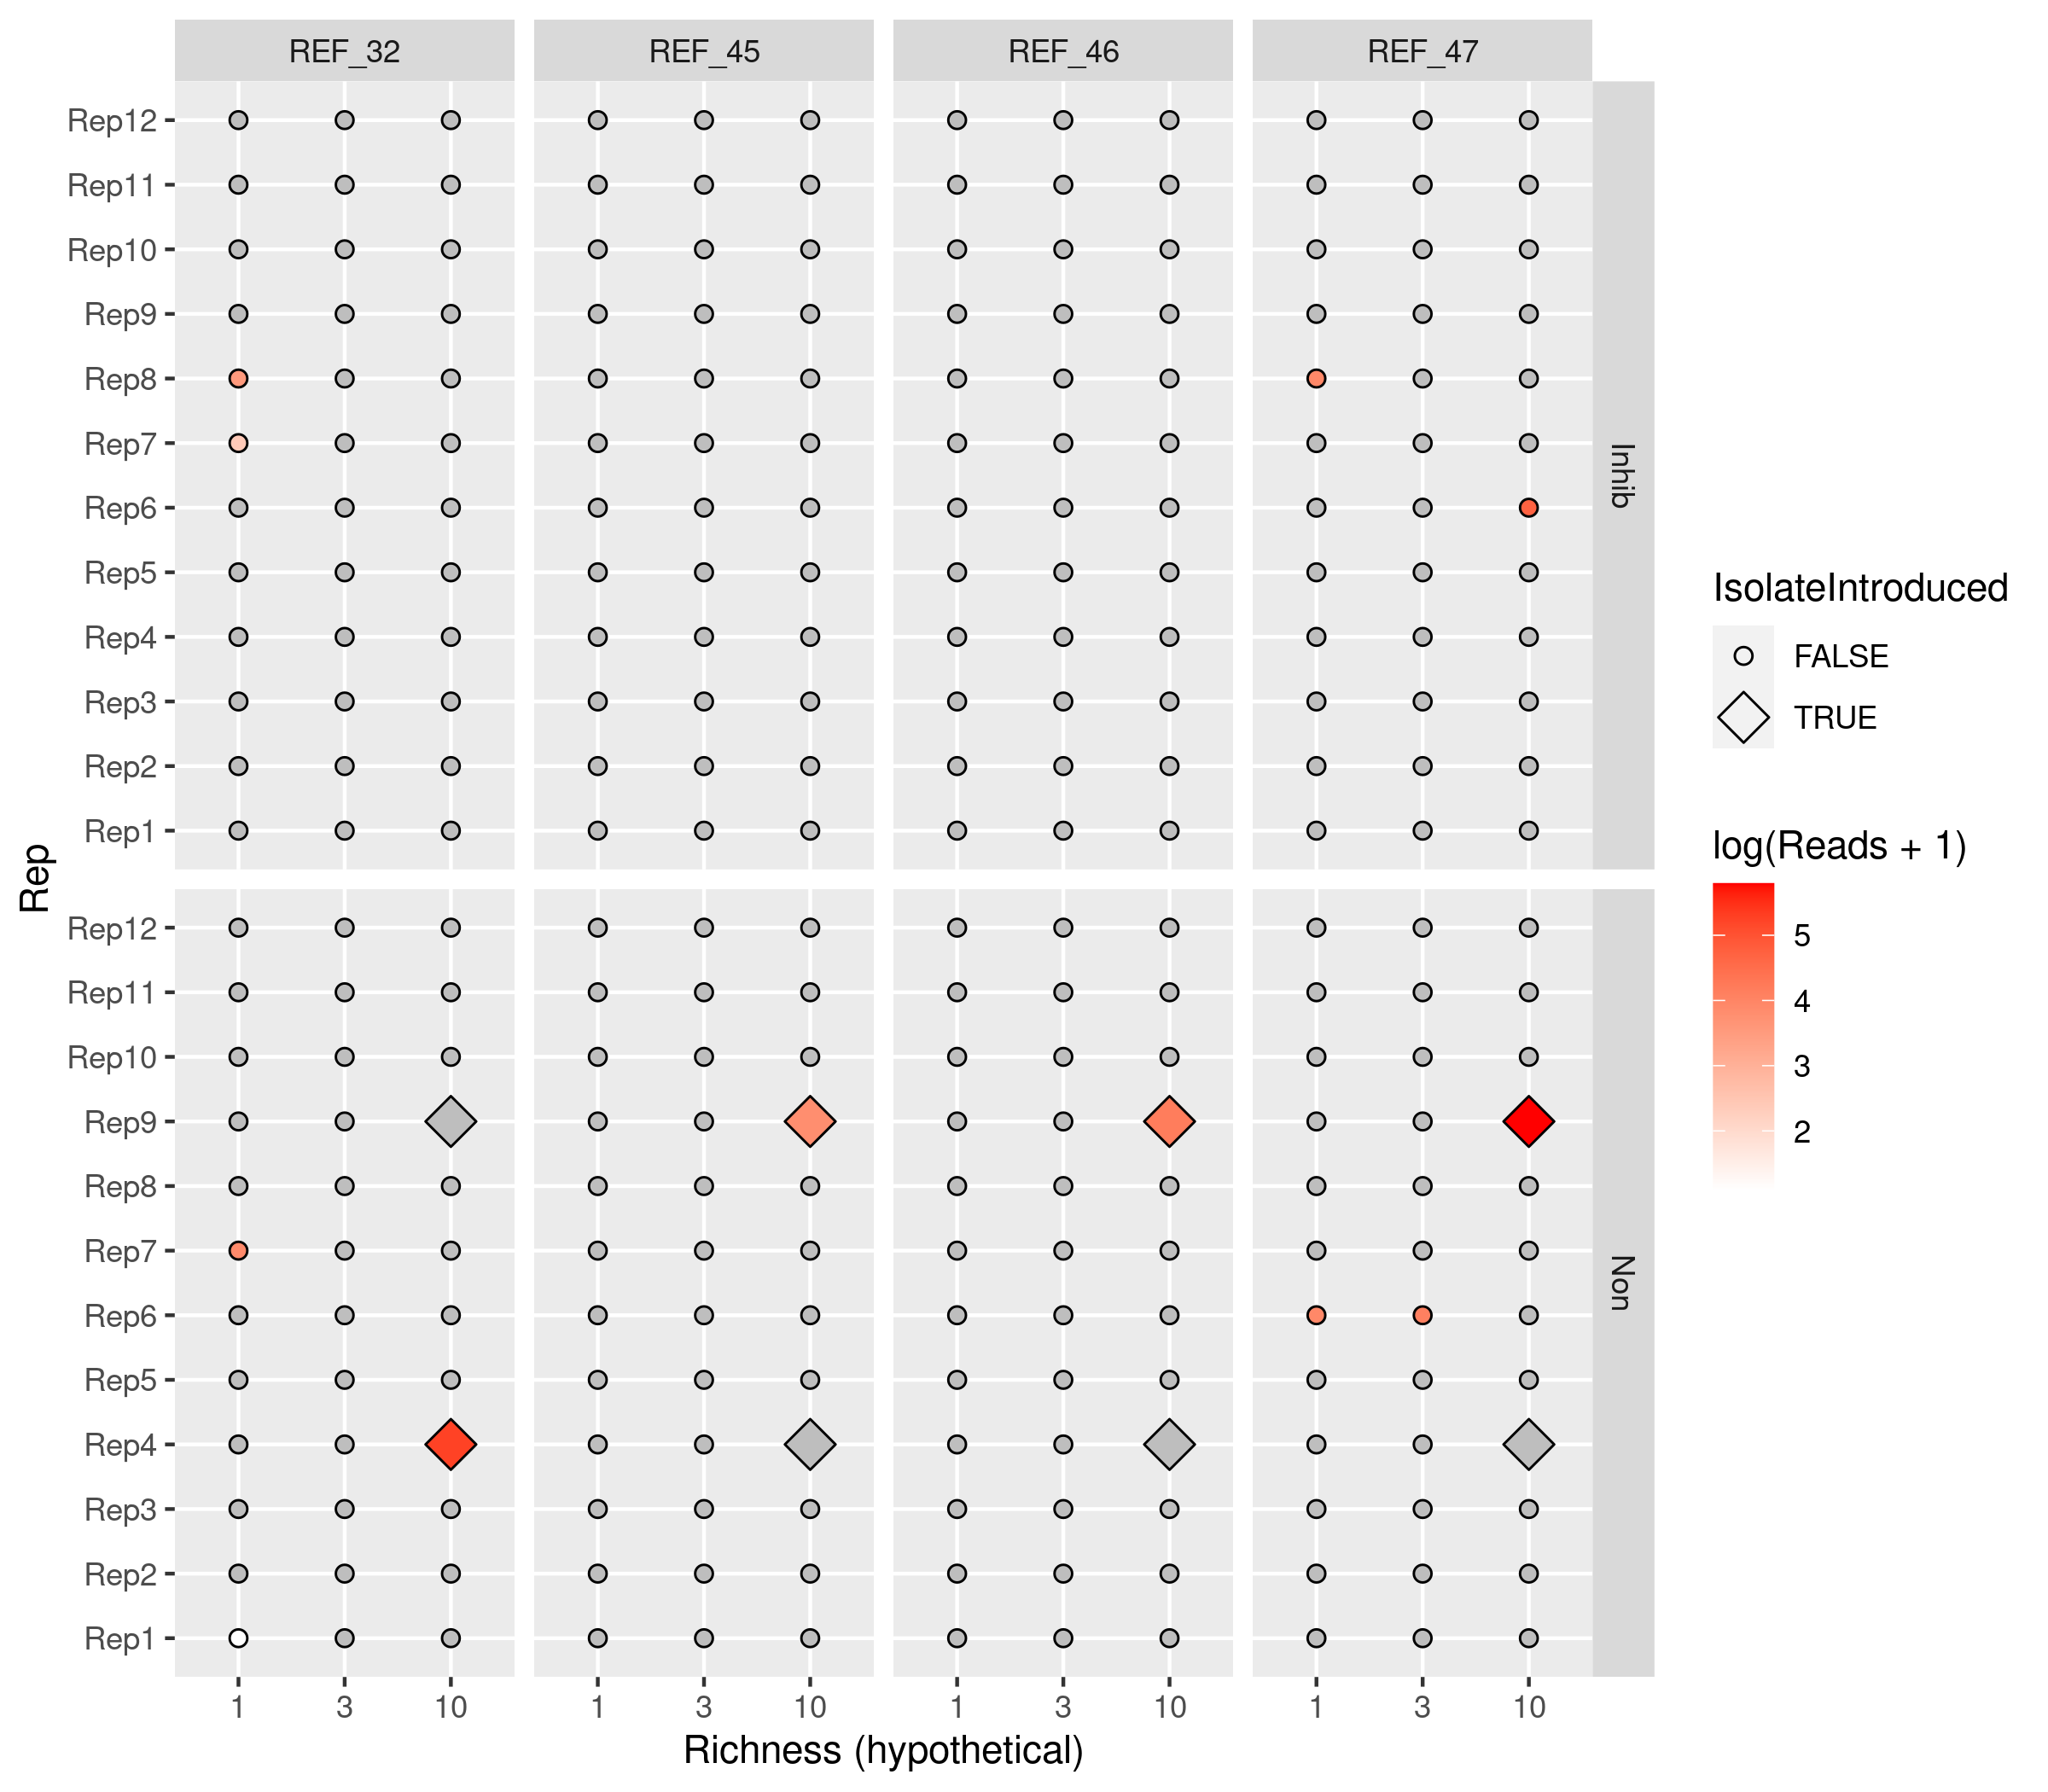 REF_32 REF_45 REF_46 REF_47
Rep12
Rep11
Rep10
Rep9
Rep8
Rep7
Rep6
Rep5
Rep4
Rep3
Rep2
Rep1
Inhib
Rep
Rep12
Rep11
Rep10
Rep9
Rep8
Rep7
Rep6
Rep5
Rep4
Rep3
Rep2
Rep1
Non
1 3 10 1 3 10 1 3 10 1 3 10
Richness (hypothetical)
IsolateIntroduced
FALSE
TRUE
log(Reads + 1)
5
4
3
2